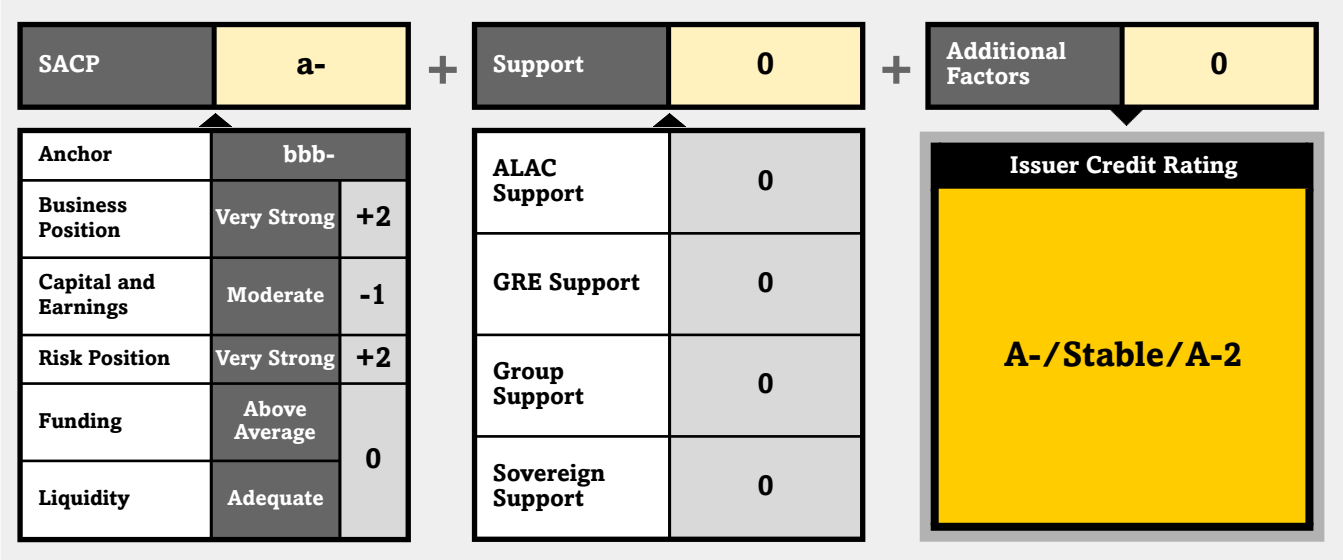 SACP
a-
+
Support
0
+
Additional
Factors
0
Anchor
bbb-
Business
Position
Very Strong
+2
Capital and
Earnings
Moderate
-1
Risk Position
Very Strong
+2
Funding
Above
Average
0
Liquidity
Adequate
ALAC
Support
0
GRE Support
0
Group
Support
0
Sovereign
Support
0
Issuer Credit Rating
A-/Stable/A-2